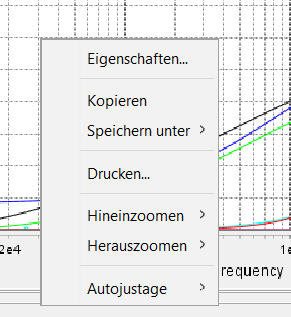 Eigenschaften...
Kopieren
Speichern unter
Drucken...
Hineinzoomen
2e4
1e
Herauszoomen
requency
Autojustage